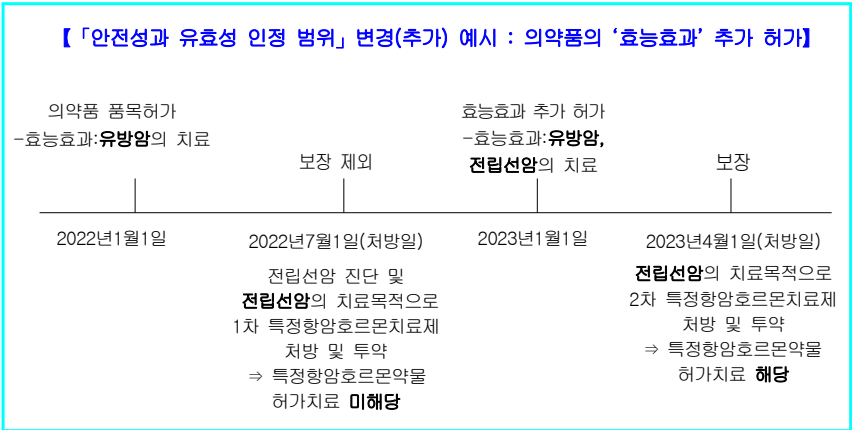 【「안전성과 유효성 인정 범위」 변경(추가) 예시 : 의약품의 ‘효능효과’ 추가 허가】
의약품 품목허가
-효능효과:유방암의 치료
보장 제외
효능효과 추가 허가
-효능효과:유방암,
전립선암의 치료
보장
2022년1월1일
2022년7월1일(처방일)
2023년1월1일
2023년4월1일(처방일)
전립선암 진단 및
전립선암의 치료목적으로
1차 특정항암호르몬치료제
처방 및 투약
⇒ 특정항암호르몬약물
허가치료 미해당
전립선암의 치료목적으로
2차 특정항암호르몬치료제
처방 및 투약
⇒ 특정항암호르몬약물
허가치료 해당